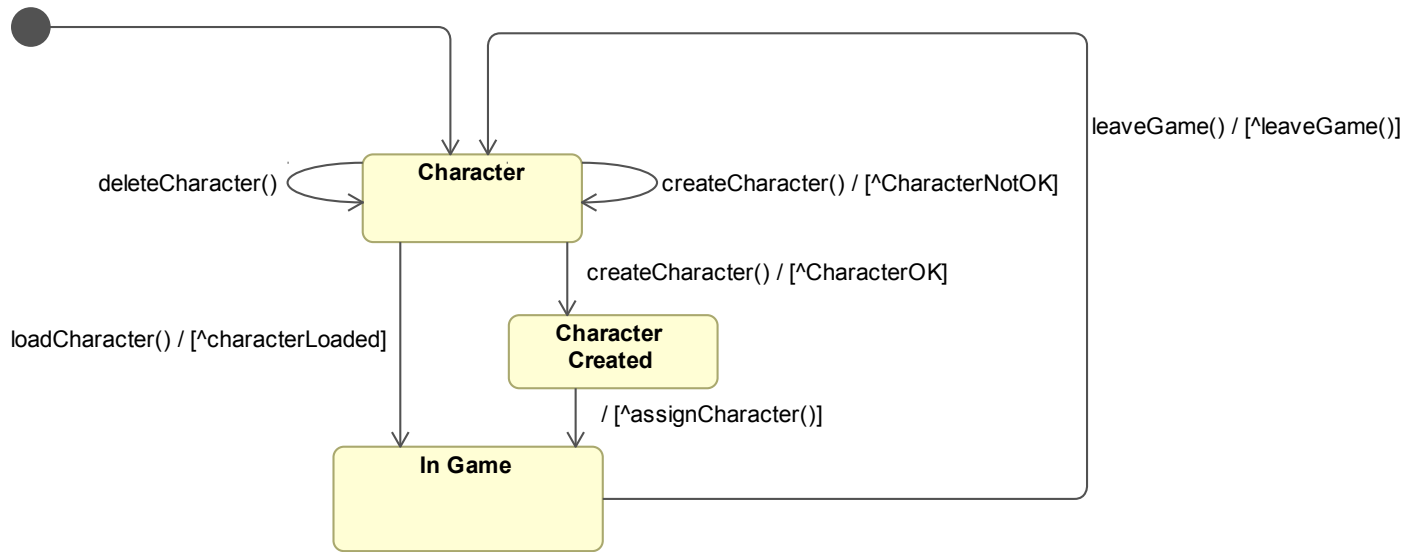 leaveGame() / [^leaveGame()]
Character
deleteCharacter()
createCharacter() / [^CharacterNotOK]
createCharacter() / [^CharacterOK]
loadCharacter() / [^characterLoaded]
Character
Created
/ [^assignCharacter()]
In Game